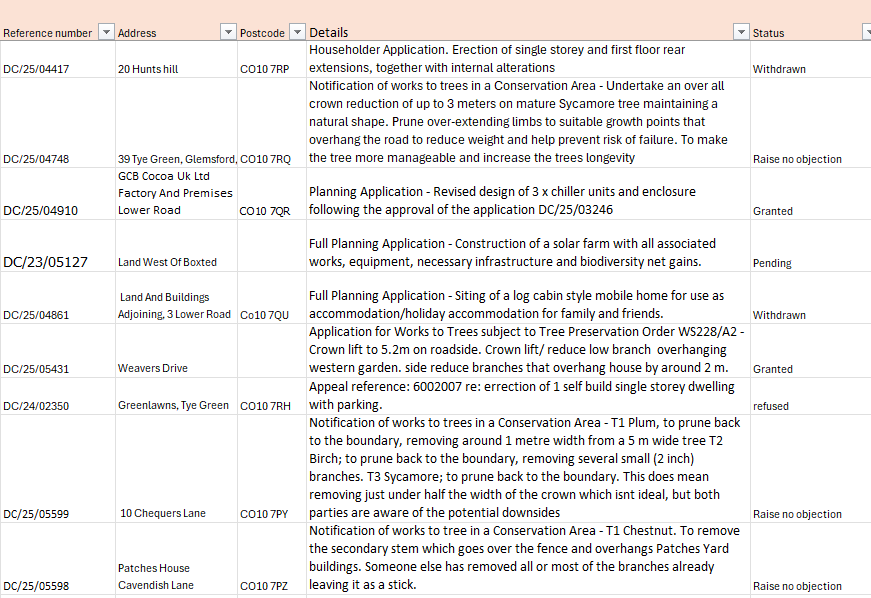 Reference number Address Postcode Details Status
Householder Application. Erection of single storey and first floor rear
DC/25/04417 20 Hunts hill CO10 7RP extensions, together with internal alterations Withdrawn
Notification of works to trees in a Conservation Area - Undertake an over all
crown reduction of up to 3 meters on mature Sycamore tree maintaining a
natural shape. Prune over-extending limbs to suitable growth points that
overhang the road to reduce weight and help prevent risk of failure. To make
DC/25/04748 39 Tye Green, Glemsford, CO10 7RQ the tree more manageable and increase the trees longevity Raise no objection
GCB Cocoa Uk Ltd
Factory And Premises Planning Application - Revised design of 3 x chiller units and enclosure
DC/25/04910 Lower Road CO10 7QR following the approval of the application DC/25/03246 Granted
Full Planning Application - Construction of a solar farm with all associated
DC/23/05127 Land West Of Boxted works, equipment, necessary infrastructure and biodiversity net gains. Pending
Land And Buildings Full Planning Application - Siting of a log cabin style mobile home for use as
DC/25/04861 Adjoining, 3 Lower Road Co10 7QU accommodation/holiday accommodation for family and friends. Withdrawn
Application for Works to Trees subject to Tree Preservation Order WS228/A2 -
Crown lift to 5.2m on roadside. Crown lift/ reduce low branch overhanging
DC/25/05431 Weavers Drive western garden. side reduce branches that overhang house by around 2 m. Granted
Appeal reference: 6002007 re: errection of 1 self build single storey dwelling
DC/24/02350 Greenlawns, Tye Green CO10 7RH with parking. refused
Notification of works to trees in a Conservation Area - T1 Plum, to prune back
to the boundary, removing around 1 metre width from a 5 m wide tree T2
Birch; to prune back to the boundary, removing several small (2 inch)
branches. T3 Sycamore; to prune back to the boundary. This does mean
removing just under half the width of the crown which isnt ideal, but both
DC/25/05599 10 Chequers Lane CO10 7PY parties are aware of the potential downsides Raise no objection
Notification of works to tree in a Conservation Area - T1 Chestnut. To remove
the secondary stem which goes over the fence and overhangs Patches Yard
Patches House buildings. Someone else has removed all or most of the branches already
DC/25/05598 Cavendish Lane CO10 7PZ leaving it as a stick. Raise no objection